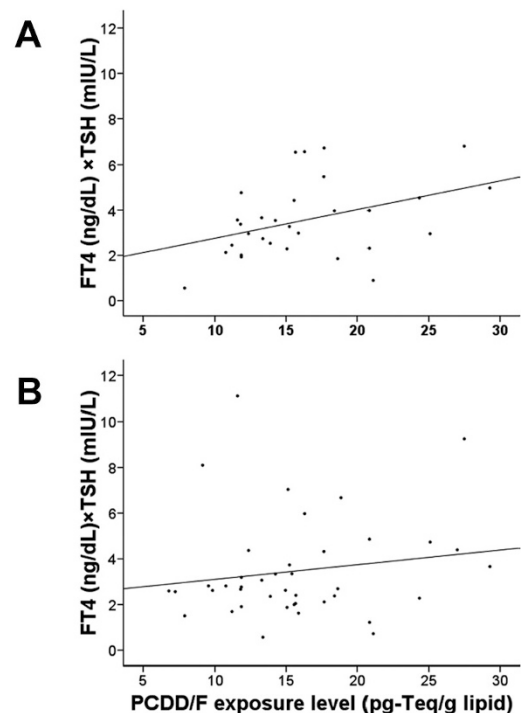 A
FT4 (ng/dL) ×TSH (mIU/L)
12
10
8
6
4
2
0
5 10 15 20 25 30
B
FT4 (ng/dL)×TSH (mIU/L)
12
10
8
6
4
2
0
5 10 15 20 25 30
PCDD/F exposure level (pg-Teq/g lipid)